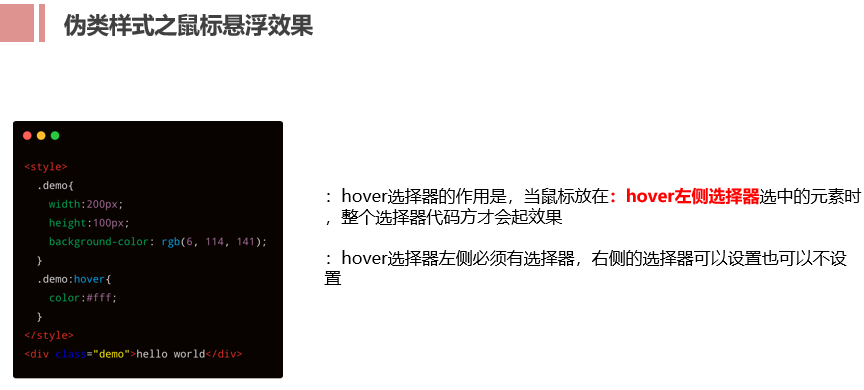 伪类样式之鼠标悬浮效果
<style>
.demo{
width:200px;
height:100px;
background-color: rgb(6, 114, 141);
}
.demo:hover{
color:#fff;
}
</style>
<div class="demo">hello world</div>
：hover选择器的作用是，当鼠标放在：hover左侧选择器选中的元素时
，整个选择器代码方才会起效果
：hover选择器左侧必须有选择器，右侧的选择器可以设置也可以不设
置